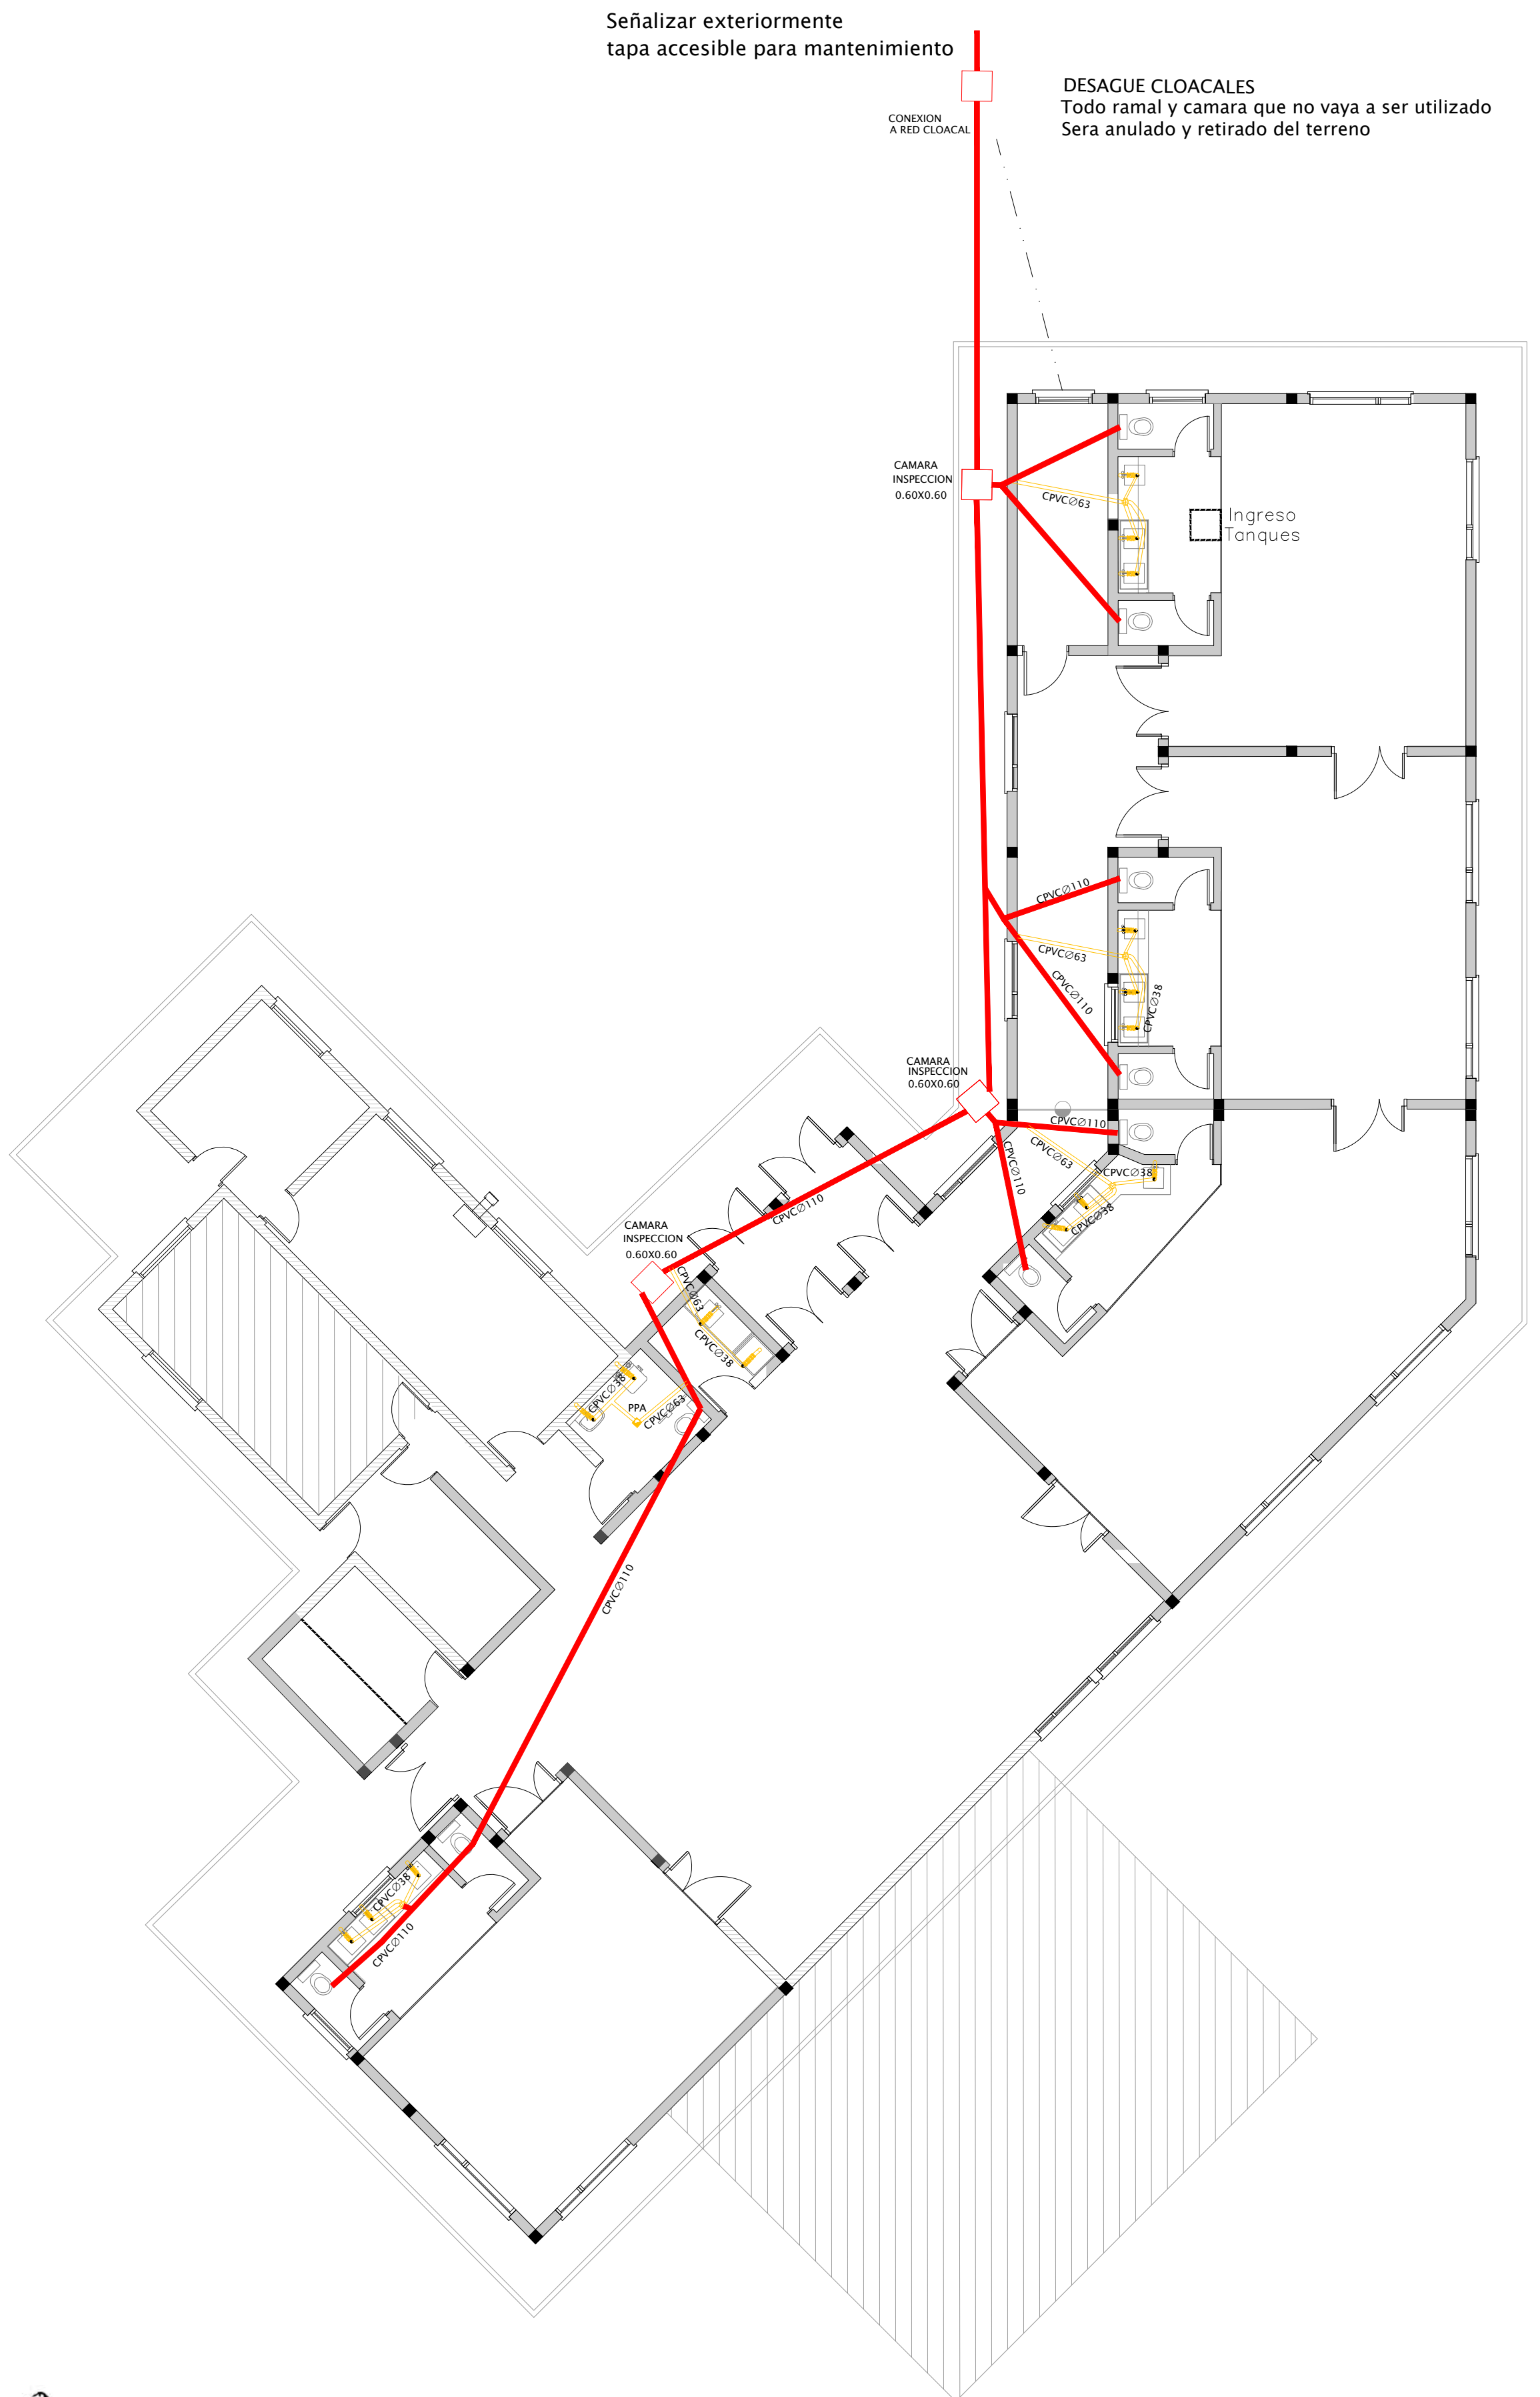 Señalizar exteriormente
tapa accesible para mantenimiento
DESAGUE CLOACALES
Todo ramal y camara que no vaya a ser utilizado
Sera anulado y retirado del terreno
CONEXION
A RED CLOACAL
CAMARA
INSPECCION
0.60X0.60
CPVC∅63
Ingreso
Tanques
CPVC∅110
CPVC∅63
CPVC∅110
CPVC∅38
CAMARA
INSPECCION
0.60X0.60
CPVC∅110
CPVC∅63
CPVC∅110
CPVC∅38
CPVC∅38
CPVC∅110
CAMARA
INSPECCION
0.60X0.60
CPVC∅63
CPVC∅38
CPVC∅38
PPA
CPVC∅63
CPVC∅110
CPVC∅38
CPVC∅110